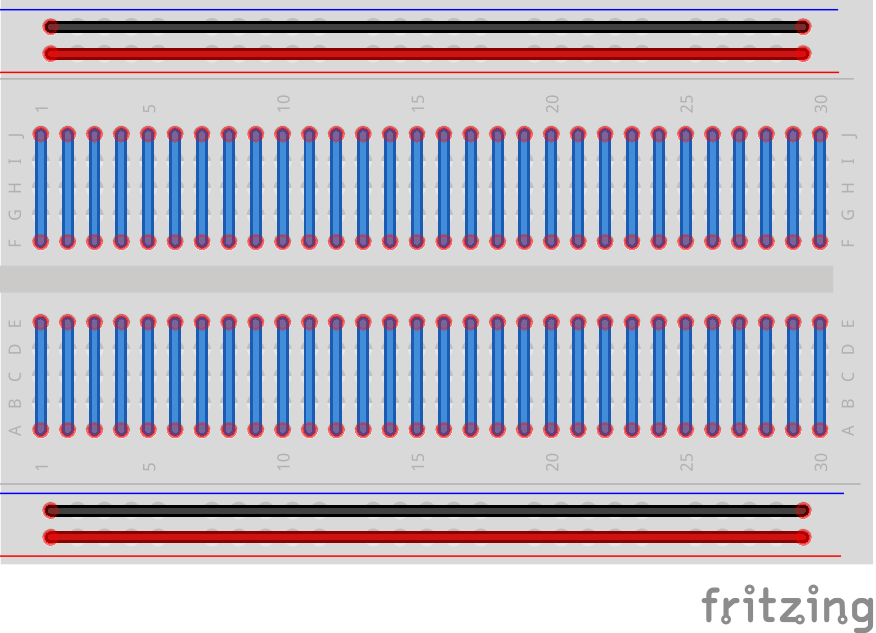 1 5 10 15 20 25 30
J J
I I
H H
G G
F F
E E
D D
C C
B B
A A
1 5 10 15 20 25 30
fritzing